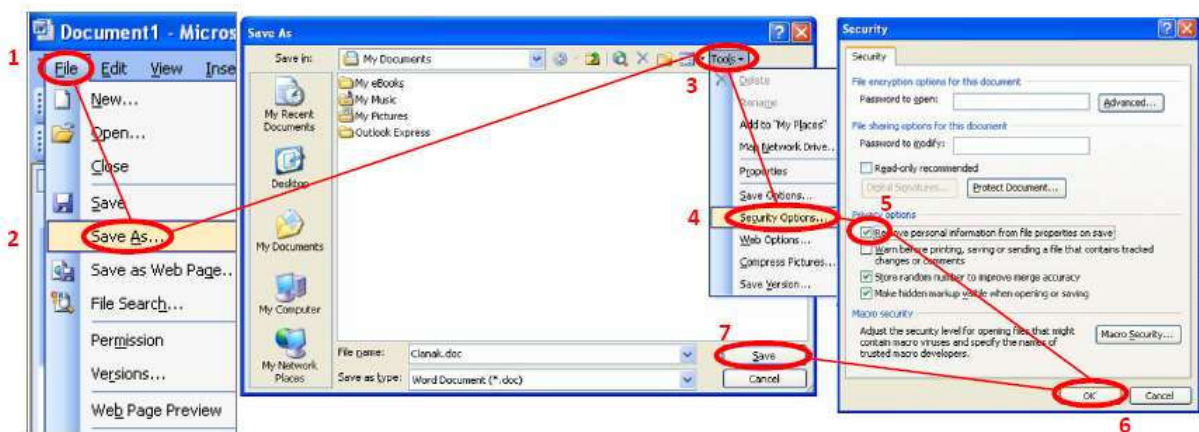 Document1 - Micros
1
File Edit View Inse
New...
Open...
Close
Save
2
Save As...
Save as Web Page..
File Search...
Permission
Versions...
Web Page Preview
Save As
Save in:
My Documents
Tools
3
My Recent Documents
Desktop
My Documents
My Computer
My Network Places
My eBooks
My Music
My Pictures
Outlook Express
Delete
Rename
Add to "My Places"
Map Network Drive..
Properties
Save Options...
4
Security Options...
Web Options...
Compress Pictures...
Save Version...
7
File name:
Clanak.doc
Save
Save as type:
Word Document (*.doc)
Cancel
Security
Security
File encryption options for this document
Password to open:
Advanced...
File sharing options for this document
Password to modify:
Read-only recommended
Digital Signatures...
Protect Document...
5
Privacy options
Remove personal information from file properties on save
Warn before printing, saving or sending a file that contains tracked
changes or comments
Store random number to improve merge accuracy
Make hidden markup visible when opening or saving
Macro security
Adjust the security level for opening files that might
contain macro viruses and specify the names of
trusted macro developers.
Macro Security...
OK
Cancel
6